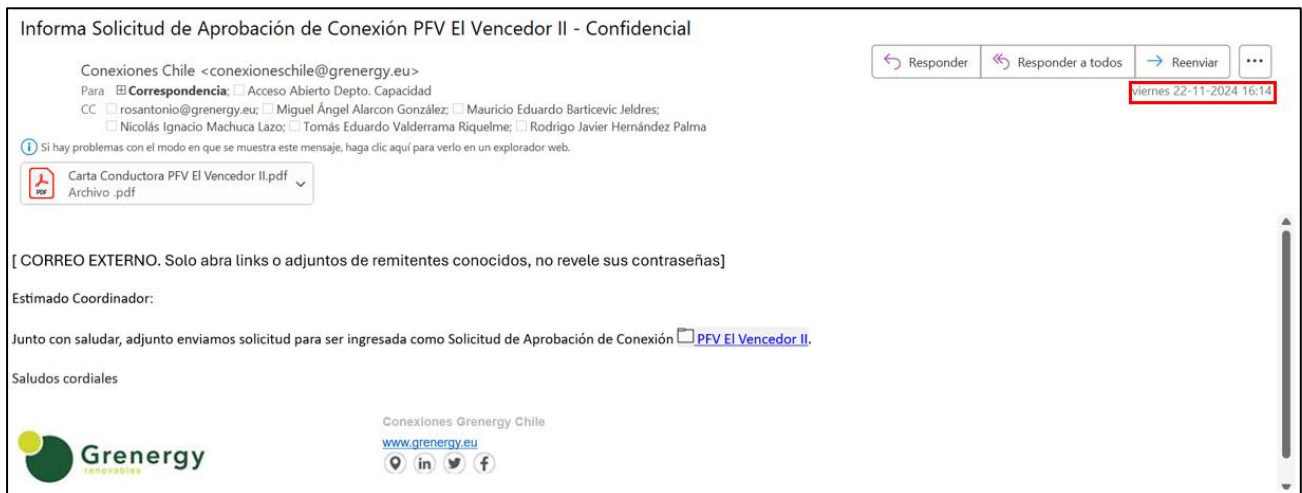 Informa Solicitud de Aprobación de Conexión PFV El Vencedor II - Confidencial
Conexiones Chile <conexioneschile@grenergy.eu>
Responder
Responder a todos
Reenviar
Para Correspondencia; Acceso Abierto Depto. Capacidad
viernes 22-11-2024 16:14
CC rosantonio@grenergy.eu; Miguel Ángel Alarcon González; Mauricio Eduardo Barticevic Jeldres;
Nicolás Ignacio Machuca Lazo; Tomás Eduardo Valderrama Riquelme; Rodrigo Javier Hernández Palma
Si hay problemas con el modo en que se muestra este mensaje, haga clic aquí para verlo en un explorador web.
PDF
Carta Conductora PFV El Vencedor II.pdf
Archivo .pdf
[ CORREO EXTERNO. Solo abra links o adjuntos de remitentes conocidos, no revele sus contraseñas]
Estimado Coordinador:
Junto con saludar, adjunto enviamos solicitud para ser ingresada como Solicitud de Aprobación de Conexión PFV El Vencedor II.
Saludos cordiales
Grenergy
renovables
Conexiones Grenergy Chile
www.grenergy.eu
in
f